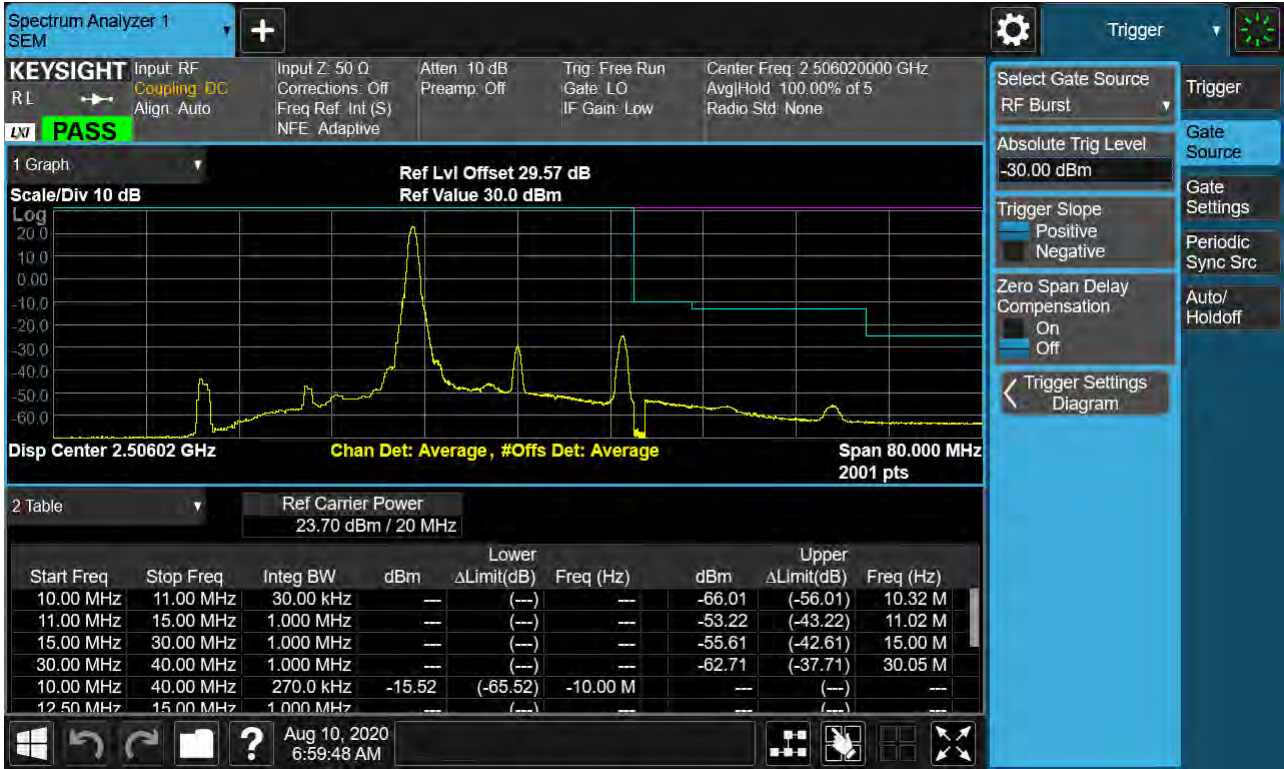 Spectrum Analyzer 1
SEM
Trigger
KEYSIGHT
RL
LXI
PASS
Input: RF
Coupling: DC
Align: Auto
Input Z: 50 Ω
Corrections: Off
Freq Ref: Int (S)
NFE: Adaptive
Atten: 10 dB
Preamp: Off
Trig: Free Run
Gate: LO
IF Gain: Low
Center Freq: 2.506020000 GHz
Avg|Hold: 100.00% of 5
Radio Std: None
1 Graph
Scale/Div 10 dB
Ref Lvl Offset 29.57 dB
Ref Value 30.0 dBm
Log
20.0
10.0
0.00
-10.0
-20.0
-30.0
-40.0
-50.0
-60.0
Disp Center 2.50602 GHz
Chan Det: Average, #Offs Det: Average
Span 80.000 MHz
2001 pts
2 Table
Ref Carrier Power
23.70 dBm / 20 MHz
Lower Upper
Start Freq Stop Freq Integ BW dBm ∆Limit(dB) Freq (Hz) dBm ∆Limit(dB) Freq (Hz)
10.00 MHz 11.00 MHz 30.00 kHz --- (---) --- -66.01 (-56.01) 10.32 M
11.00 MHz 15.00 MHz 1.000 MHz --- (---) --- -53.22 (-43.22) 11.02 M
15.00 MHz 30.00 MHz 1.000 MHz --- (---) --- -55.61 (-42.61) 15.00 M
30.00 MHz 40.00 MHz 1.000 MHz --- (---) --- -62.71 (-37.71) 30.05 M
10.00 MHz 40.00 MHz 270.0 kHz -15.52 (-65.52) -10.00 M --- (---) ---
12.50 MHz 15.00 MHz 1.000 MHz --- (---) --- --- (---) ---
Aug 10, 2020
6:59:48 AM
Select Gate Source
RF Burst
Absolute Trig Level
-30.00 dBm
Trigger Slope
Positive
Negative
Zero Span Delay
Compensation
On
Off
Trigger Settings
Diagram
Trigger
Gate
Source
Gate
Settings
Periodic
Sync Src
Auto/
Holdoff